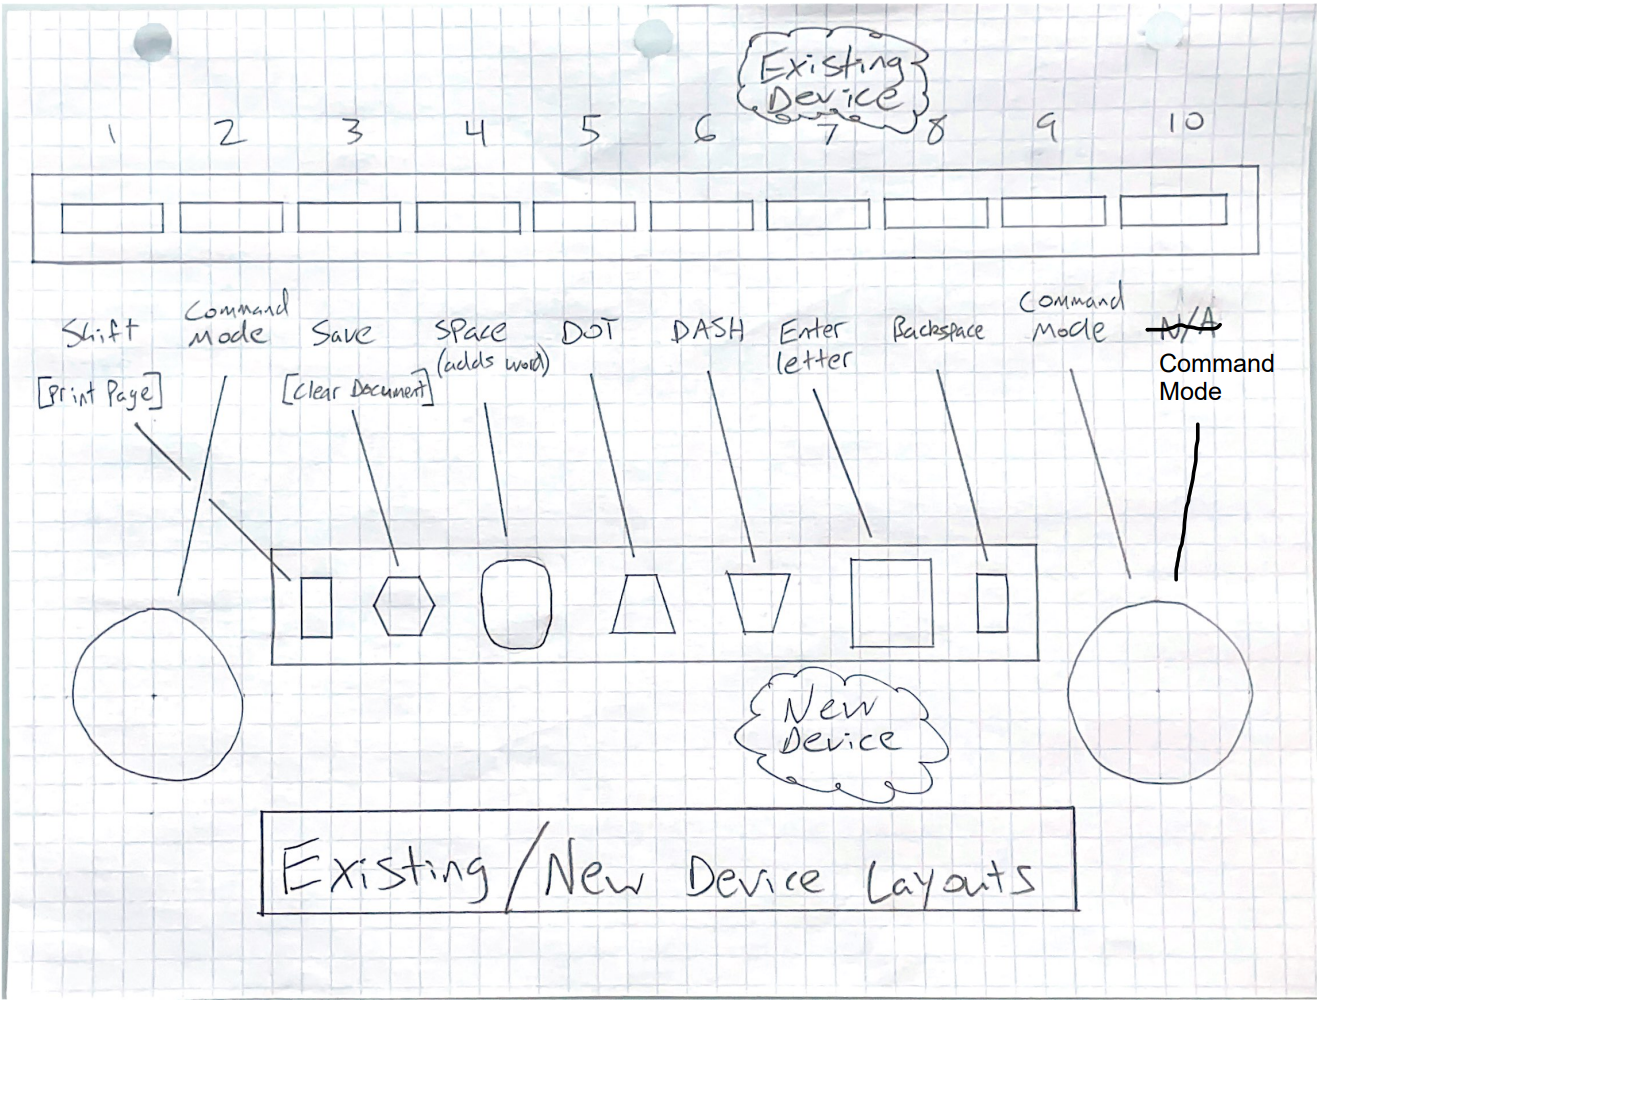 Existing
Device
1 2 3 4 5 6 7 8 9 10
Shift
Command
Mode
Save
SPace
(adds word)
DOT
DASH
Enter
letter
Backspace
Command
Mode
N/A
Command
Mode
[Print Page]
[Clear Document]
New
Device
Existing/New Device Layouts